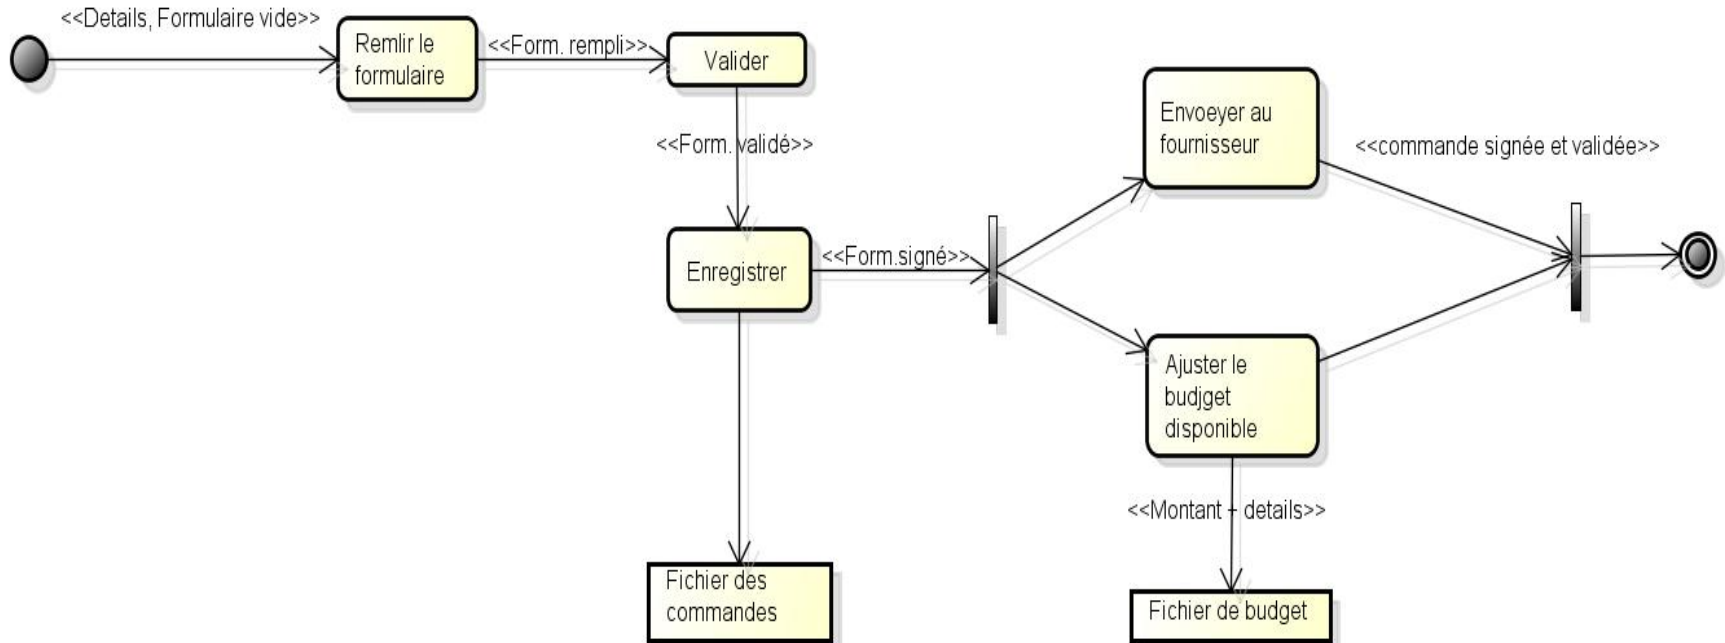 <<Details, Formulaire vide>>
Remlir le
formulaire
<<Form. rempli>>
Valider
<<Form. validé>>
Enregistrer
<<Form.signé>>
Envoeyer au
fournisseur
<<commande signée et validée>>
Ajuster le
budjget
disponible
<<Montant + details>>
Fichier des
commandes
Fichier de budget